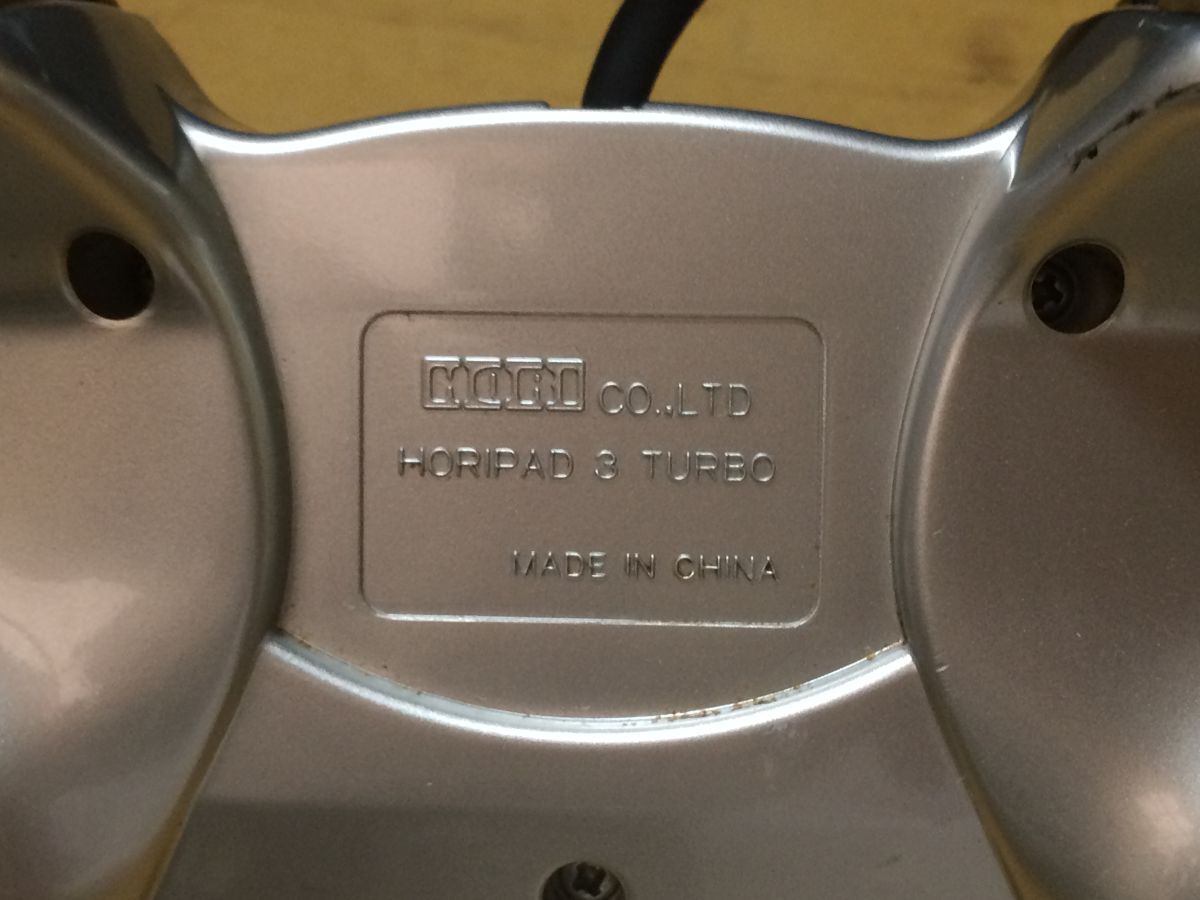 HORI CO.,LTD
HORIPAD 3 TURBO
MADE IN CHINA